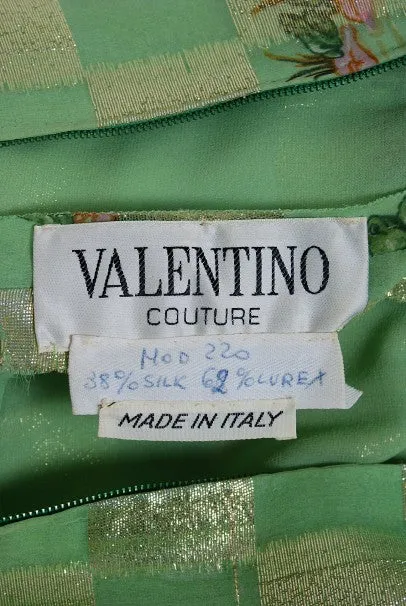 VALENTINO
COUTURE
MOD 220
38%SILK 62%LUREX
MADE IN ITALY